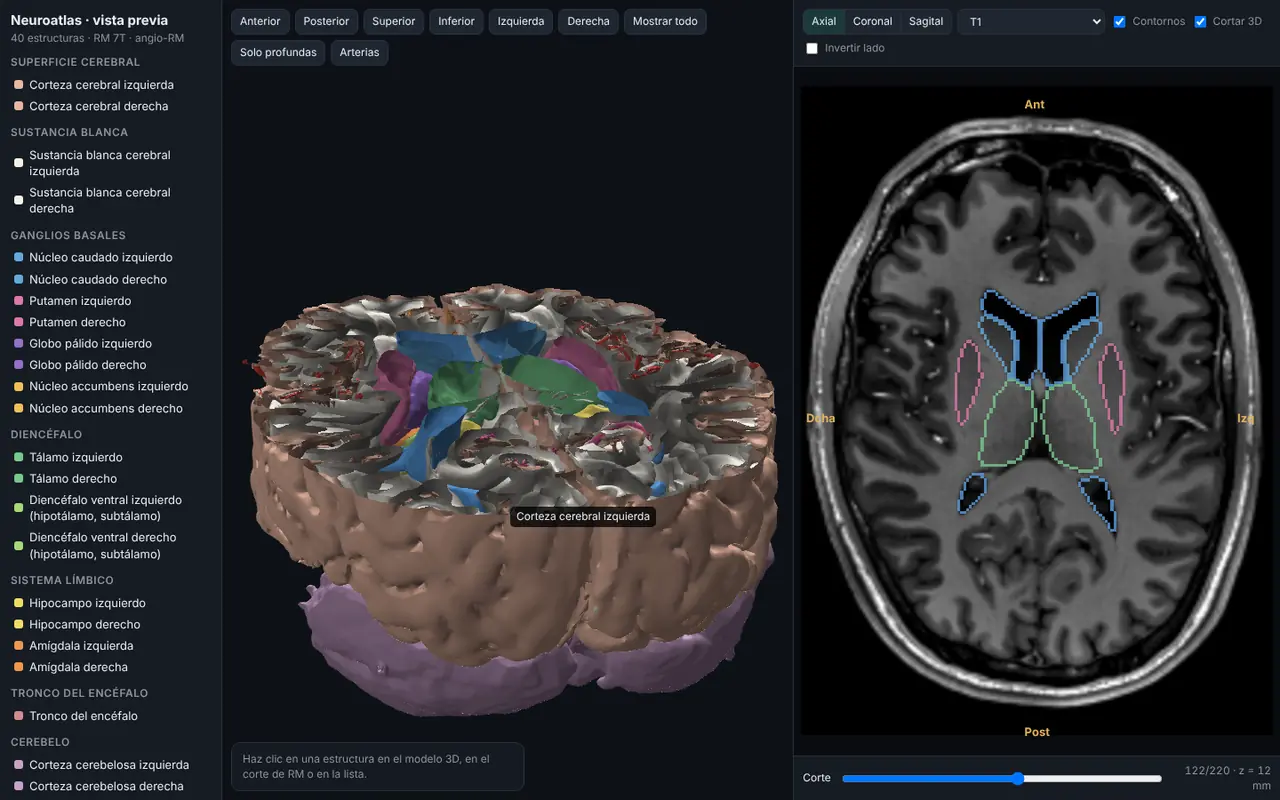 Neuroatlas · vista previa
40 estructuras · RM 7T · angio-RM
SUPERFICIE CEREBRAL
Corteza cerebral izquierda
Corteza cerebral derecha
SUSTANCIA BLANCA
Sustancia blanca cerebral
izquierda
Sustancia blanca cerebral
derecha
GANGLIOS BASALES
Núcleo caudado izquierdo
Núcleo caudado derecho
Putamen izquierdo
Putamen derecho
Globo pálido izquierdo
Globo pálido derecho
Núcleo accumbens izquierdo
Núcleo accumbens derecho
DIENCÉFALO
Tálamo izquierdo
Tálamo derecho
Diencéfalo ventral izquierdo
(hipotálamo, subtálamo)
Diencéfalo ventral derecho
(hipotálamo, subtálamo)
SISTEMA LÍMBICO
Hipocampo izquierdo
Hipocampo derecho
Amígdala izquierda
Amígdala derecha
TRONCO DEL ENCÉFALO
Tronco del encéfalo
CEREBELO
Corteza cerebelosa izquierda
Corteza cerebelosa derecha
Anterior Posterior Superior Inferior Izquierda Derecha Mostrar todo
Solo profundas Arterias
Corteza cerebral izquierda
Haz clic en una estructura en el modelo 3D, en el
corte de RM o en la lista.
Axial Coronal Sagital T1 Contornos Cortar 3D
Invertir lado
Ant
Dcha Izq
Post
Corte 122/220 · z = 12
mm